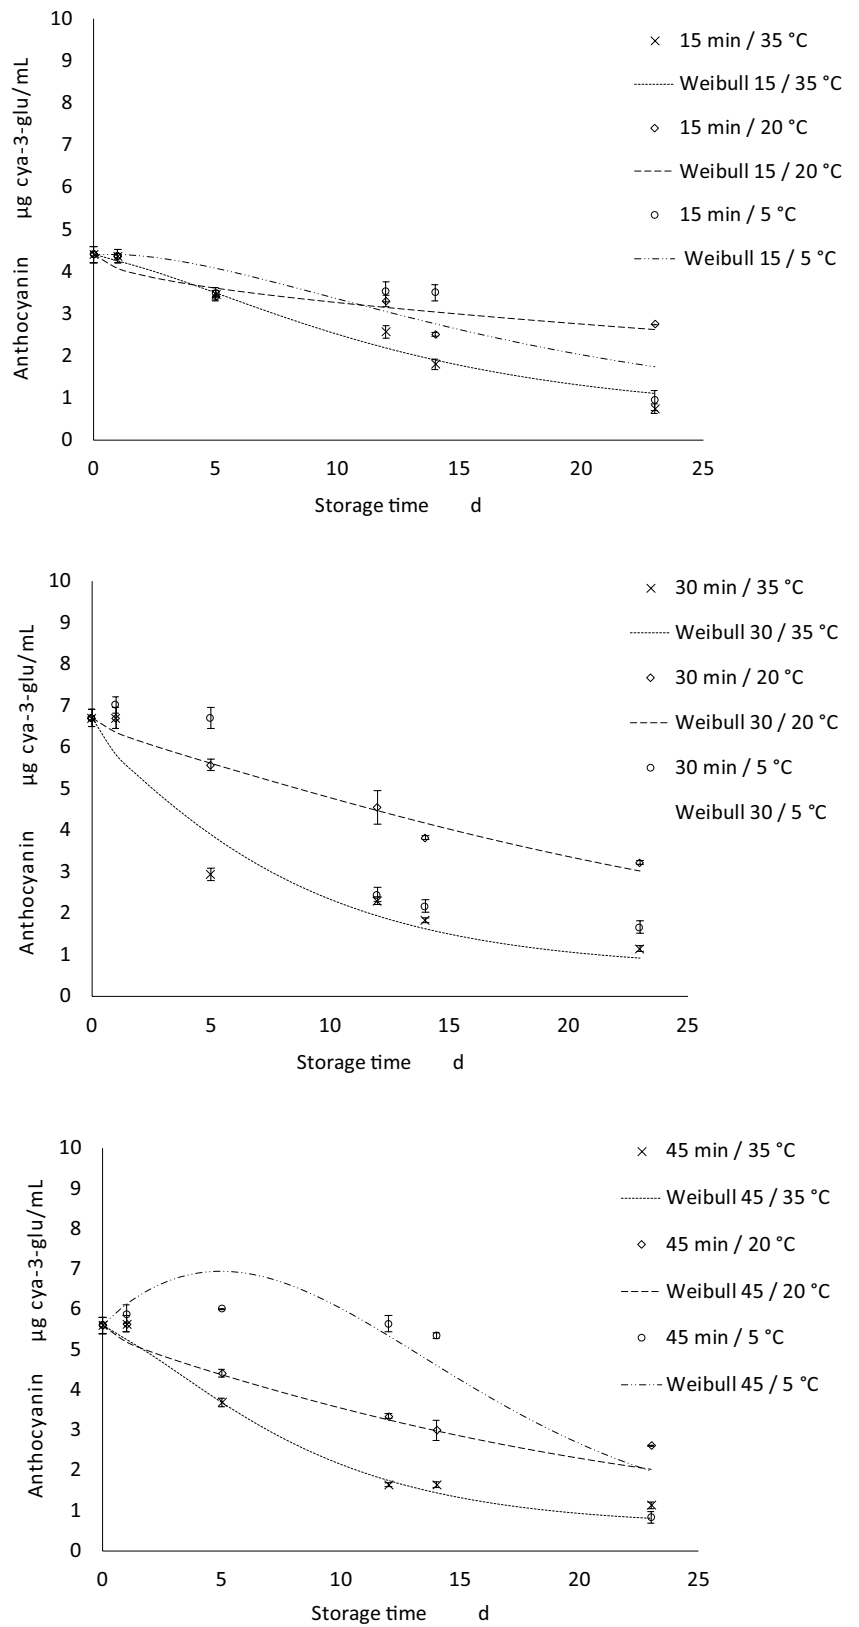 10
9
8
7
6
5
4
3
2
1
0
Anthocyanin µg cya-3-glu/mL
0 5 10 15 20 25
Storage time d
15 min / 35 °C
Weibull 15 / 35 °C
15 min / 20 °C
Weibull 15 / 20 °C
15 min / 5 °C
Weibull 15 / 5 °C
10
9
8
7
6
5
4
3
2
1
0
Anthocyanin µg cya-3-glu/mL
0 5 10 15 20 25
Storage time d
30 min / 35 °C
Weibull 30 / 35 °C
30 min / 20 °C
Weibull 30 / 20 °C
30 min / 5 °C
Weibull 30 / 5 °C
10
9
8
7
6
5
4
3
2
1
0
Anthocyanin µg cya-3-glu/mL
0 5 10 15 20 25
Storage time d
45 min / 35 °C
Weibull 45 / 35 °C
45 min / 20 °C
Weibull 45 / 20 °C
45 min / 5 °C
Weibull 45 / 5 °C